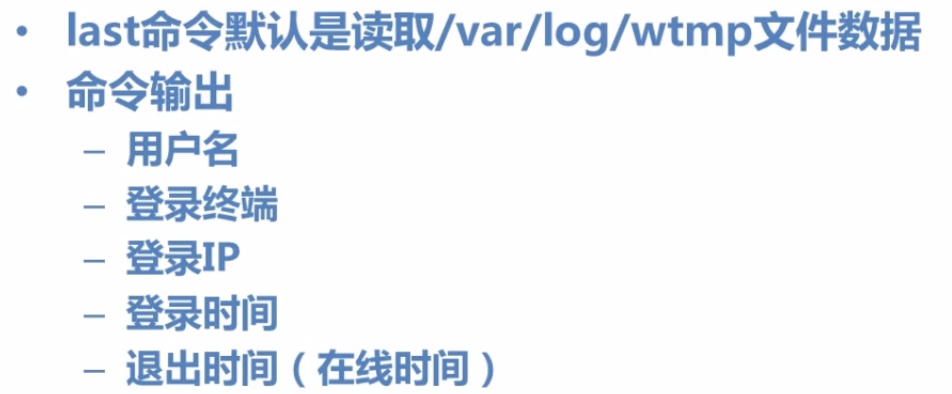 • last命令默认是读取/var/log/wtmp文件数据
• 命令输出
– 用户名
– 登录终端
– 登录IP
– 登录时间
– 退出时间（在线时间）